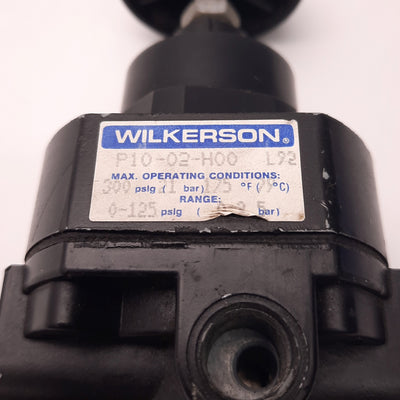 WILKERSON®
P10-02-H00 L92
MAX. OPERATING CONDITIONS:
300 psig ( bar) 175 °F ( °C)
RANGE:
0-125 psig ( bar)